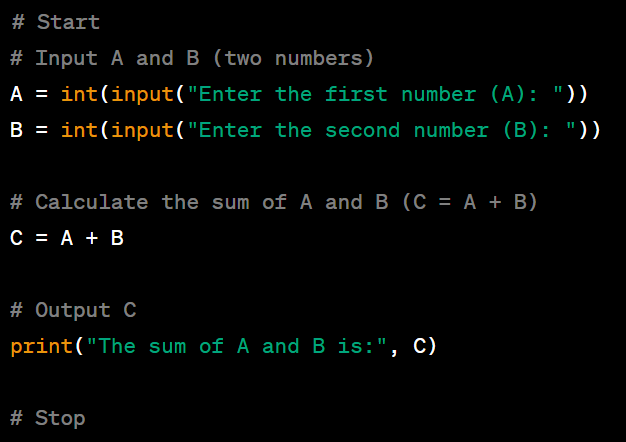 # Start
# Input A and B (two numbers)
A = int(input("Enter the first number (A): "))
B = int(input("Enter the second number (B): "))
# Calculate the sum of A and B (C = A + B)
C = A + B
# Output C
print("The sum of A and B is:", C)
# Stop